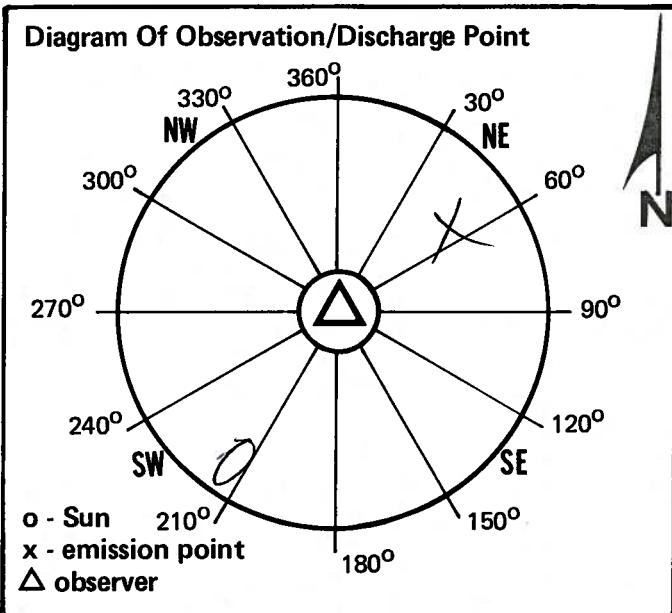 Diagram Of Observation/Discharge Point
360°
330°
30°
NW
NE
300°
60°
N
270°
90°
240°
120°
SW
SE
o - Sun
210°
150°
x - emission point
180°
△ observer